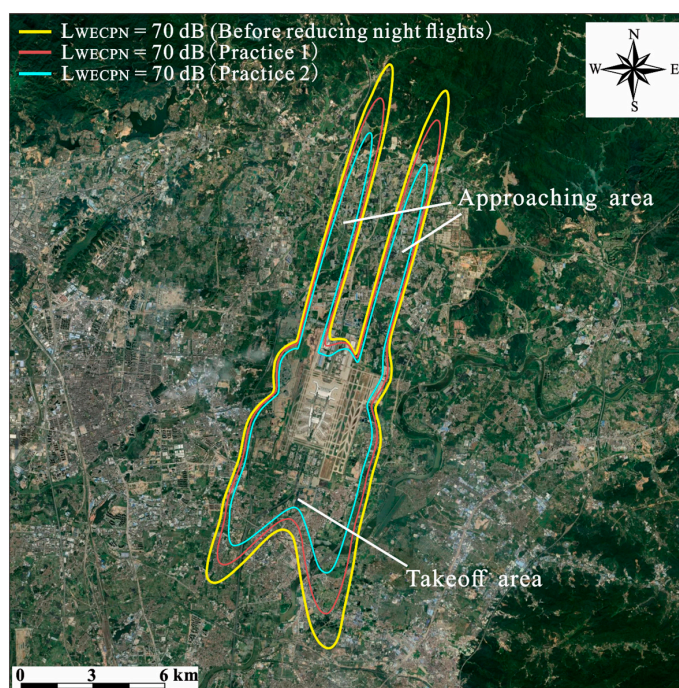 LWECPN = 70 dB (Before reducing night flights)
LWECPN = 70 dB (Practice 1)
LWECPN = 70 dB (Practice 2)
N
W E
S
Approaching area
Takeoff area
0 3 6 km